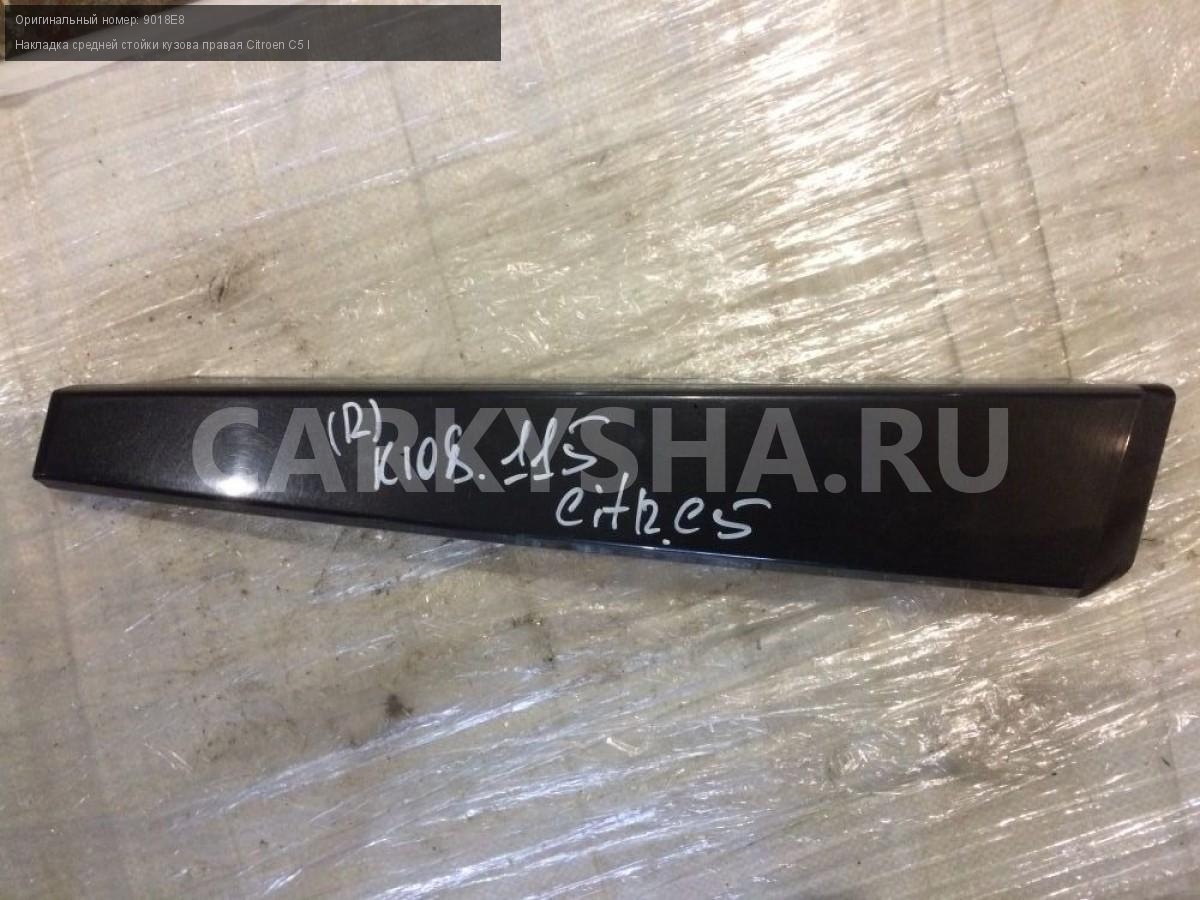 Оригинальный номер: 9018E8
Накладка средней стойки кузова правая Citroen C5 I
(R)
K108.115
CitR.C5
CARKYSHA.RU